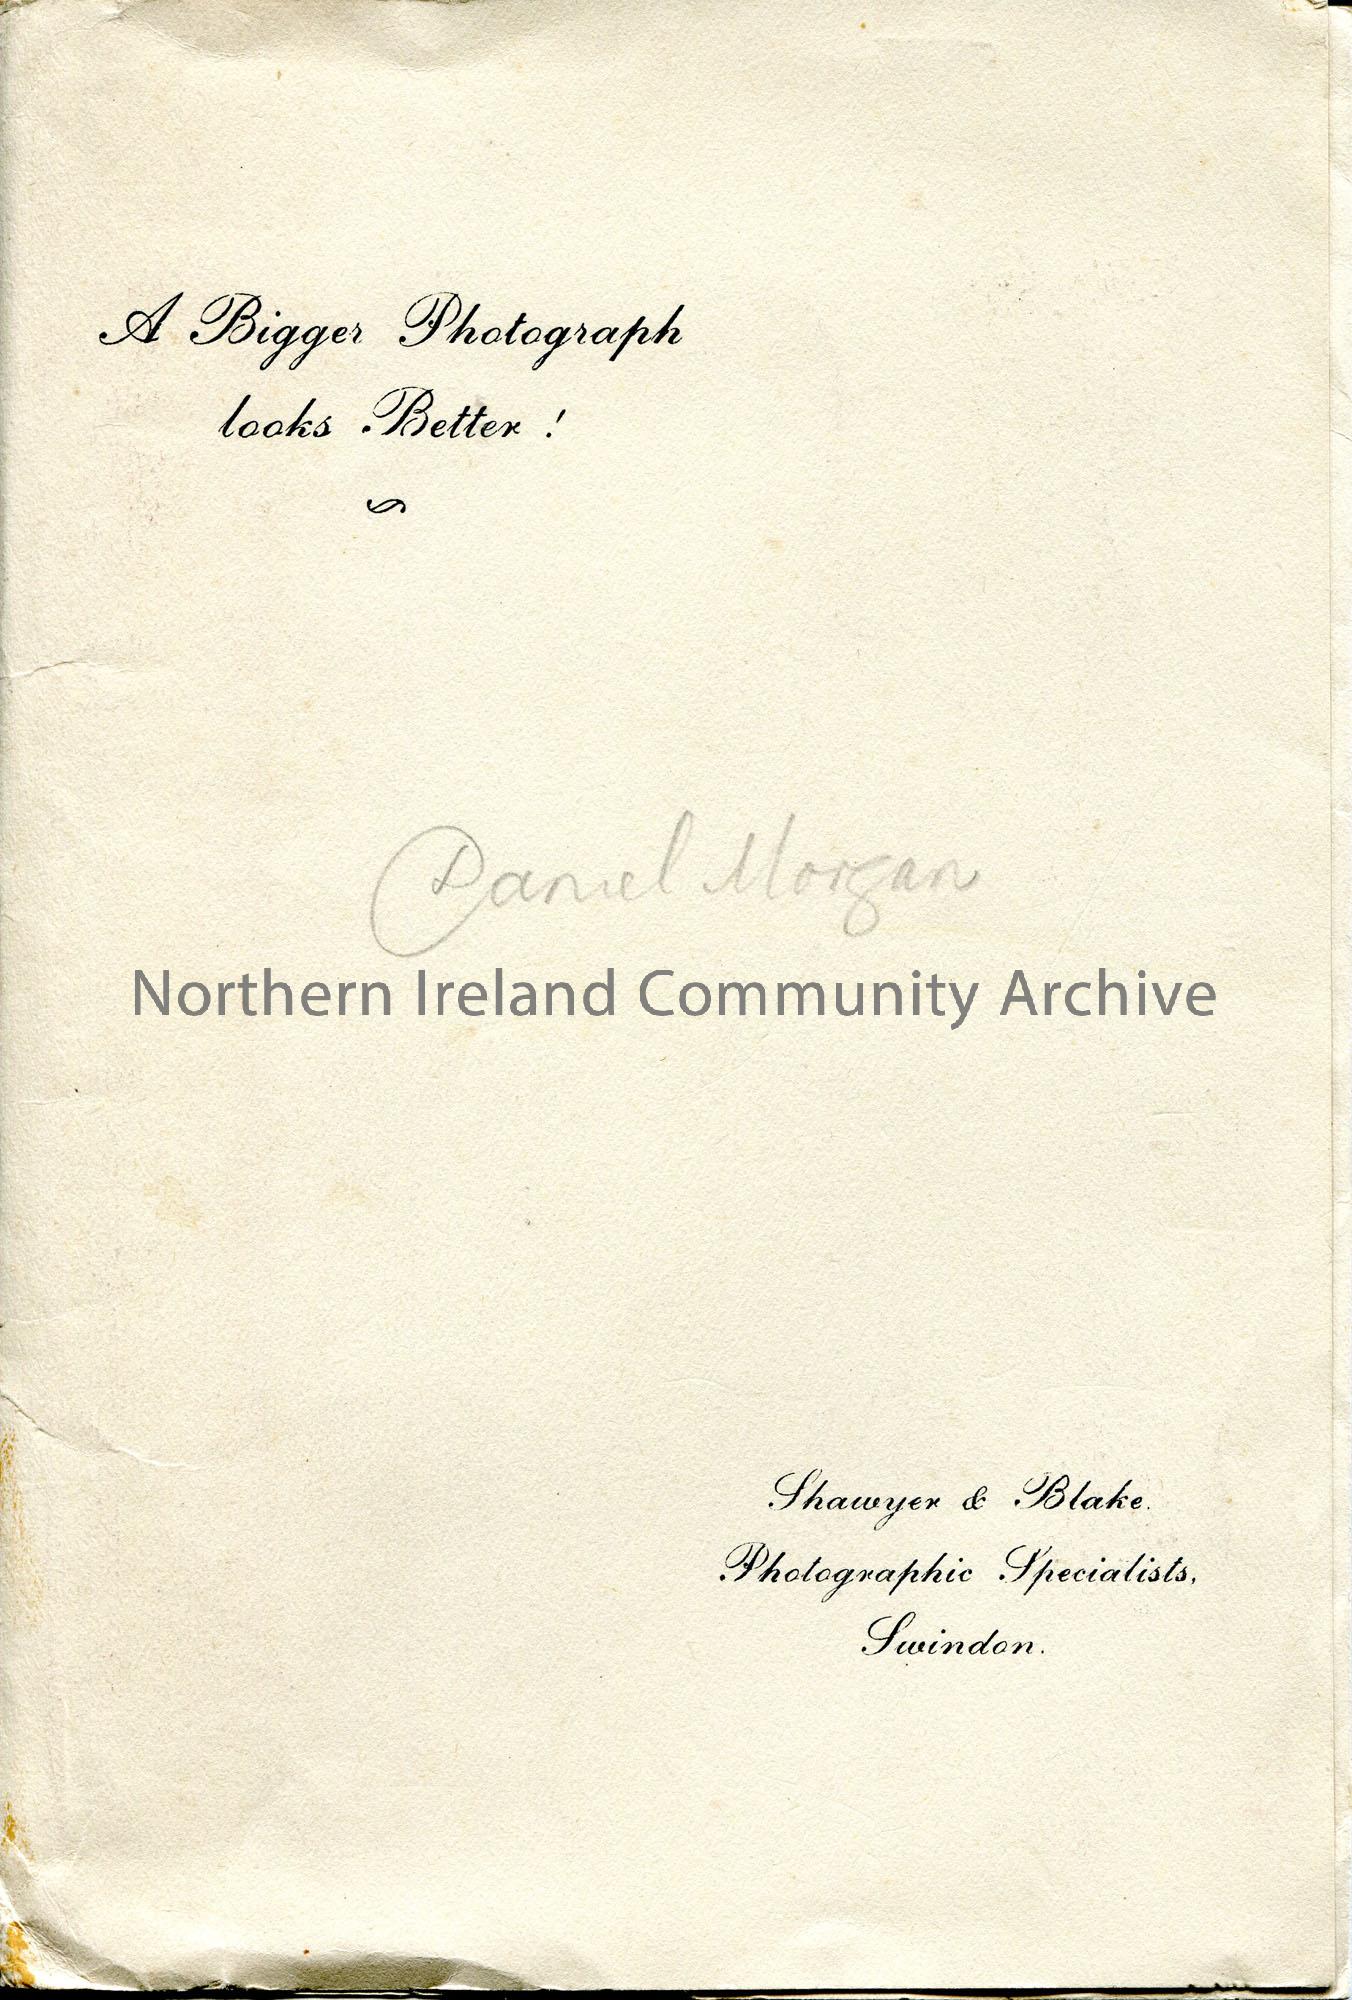 A Bigger Photograph
looks Better !
Daniel Morgan
Northern Ireland Community Archive
Shawyer & Blake.
Photographic Specialists,
Swindon.